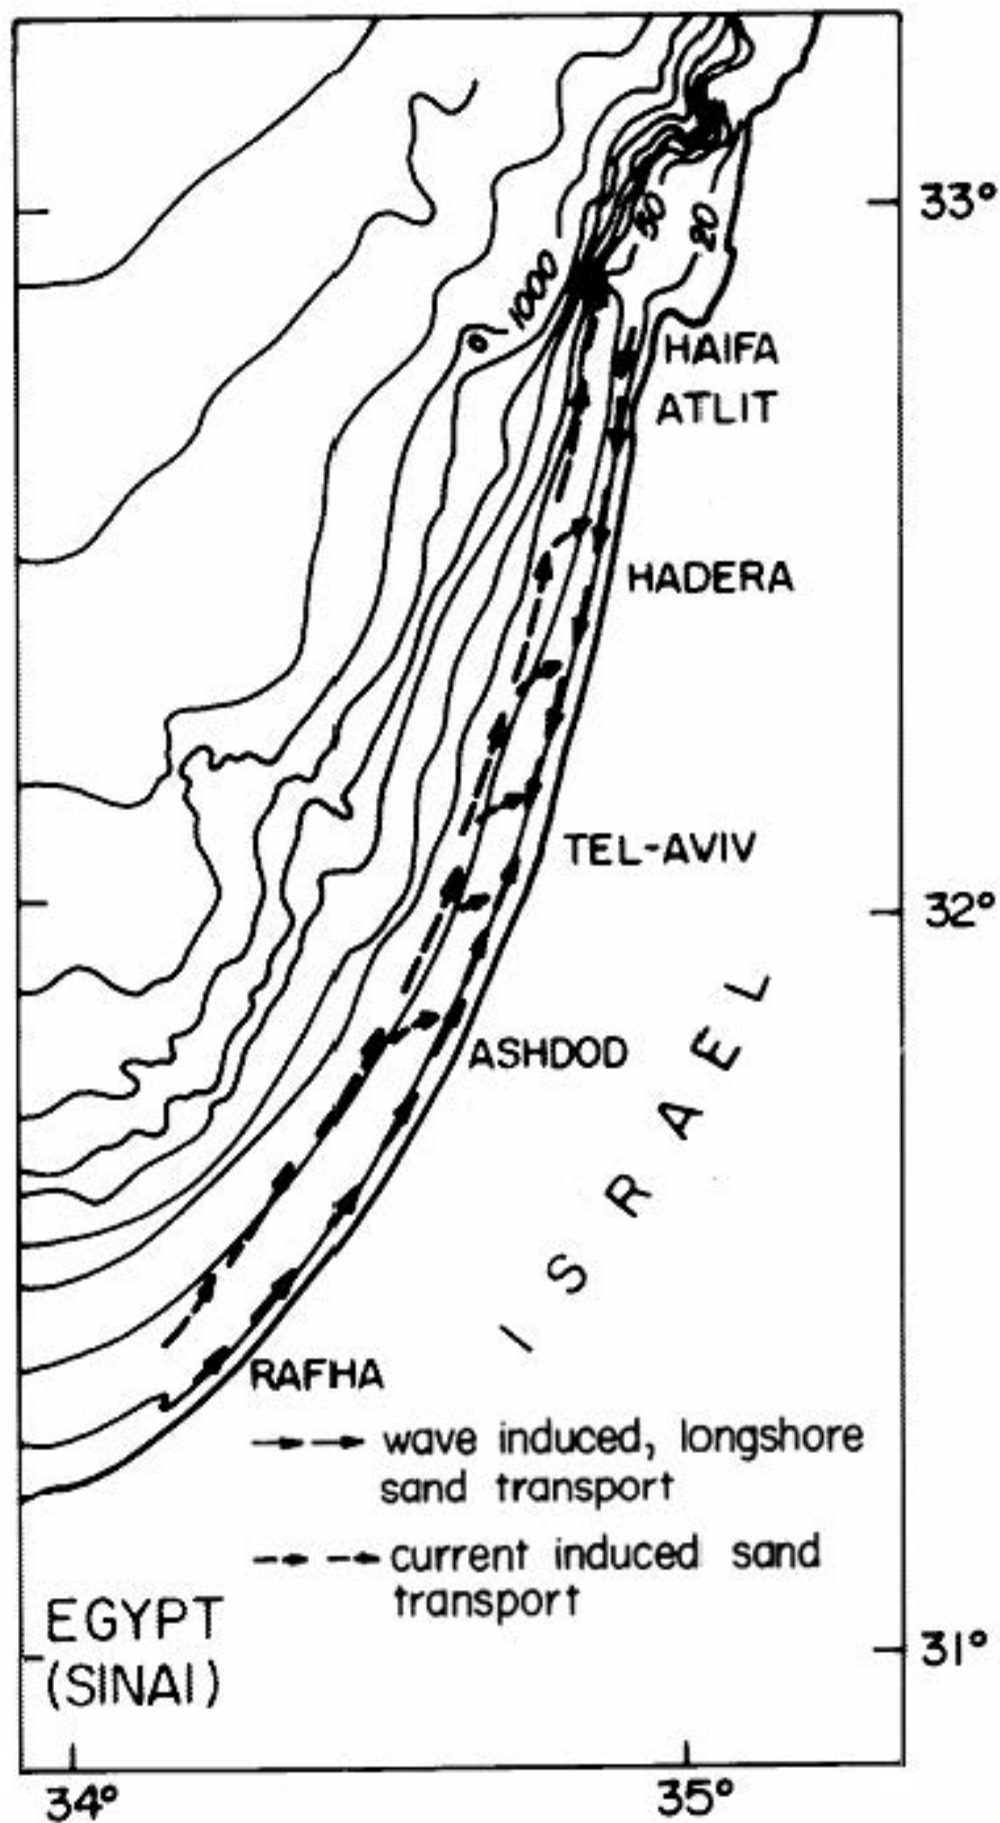 33°
50
20
1000
HAIFA
ATLIT
HADERA
TEL-AVIV
32°
ISRAEL
ASHDOD
RAFHA
wave induced, longshore
sand transport
current induced sand
transport
EGYPT
(SINAI)
31°
34°
35°